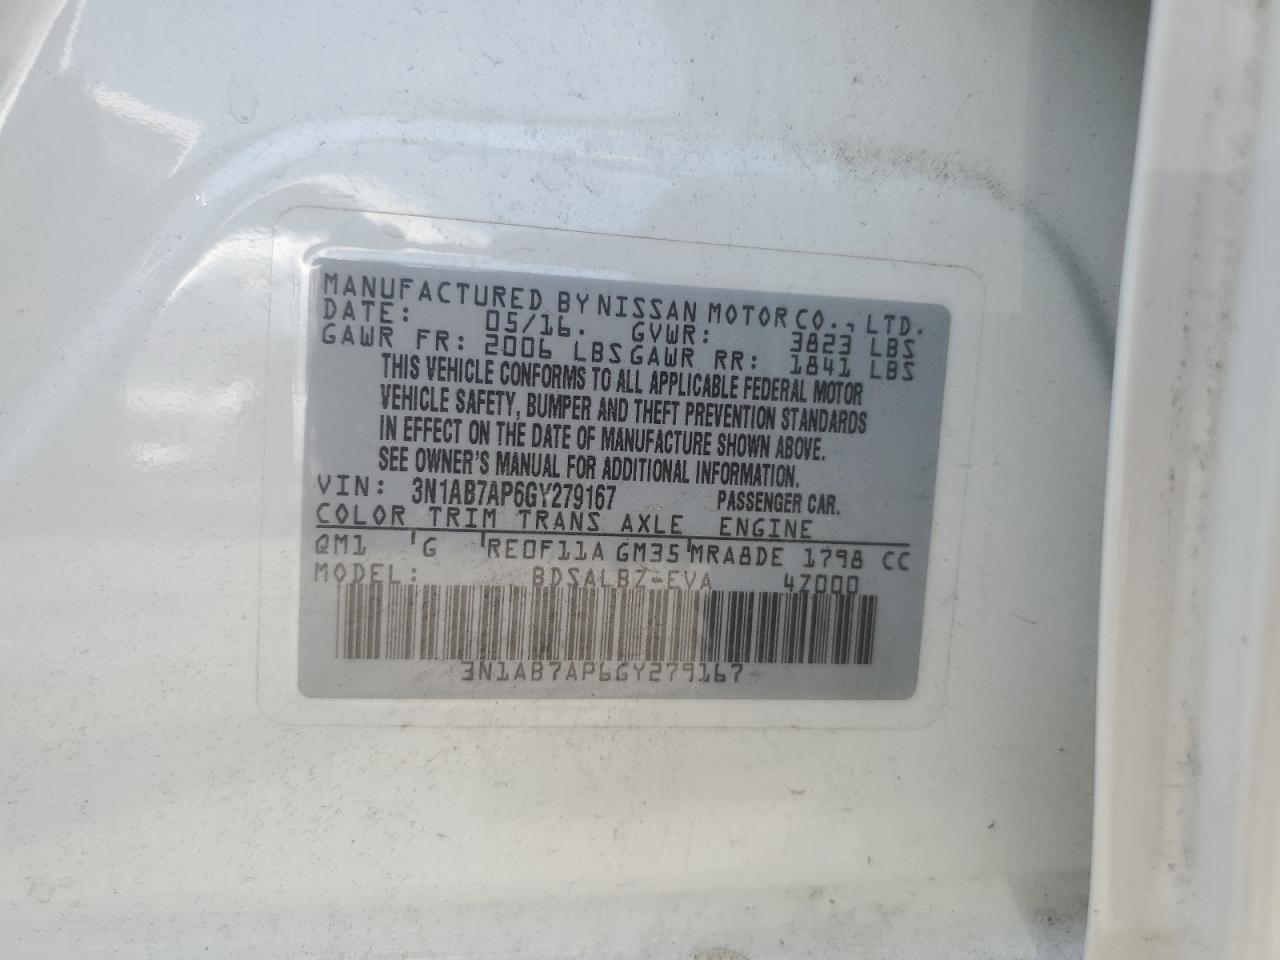 MANUFACTURED BY NISSAN MOTOR CO., LTD.
DATE: 05/16. GVWR: 3823 LBS
GAWR FR: 2006 LBS GAWR RR: 1841 LBS
THIS VEHICLE CONFORMS TO ALL APPLICABLE FEDERAL MOTOR
VEHICLE SAFETY, BUMPER AND THEFT PREVENTION STANDARDS
IN EFFECT ON THE DATE OF MANUFACTURE SHOWN ABOVE.
SEE OWNER'S MANUAL FOR ADDITIONAL INFORMATION.
VIN: 3N1AB7AP6GY279167 PASSENGER CAR.
COLOR TRIM TRANS AXLE ENGINE
QM1 G RE0F11A GM35 MRA8DE 1798 CC
MODEL: BDSALBZ-EVA 4Z000
3N1AB7AP6GY279167